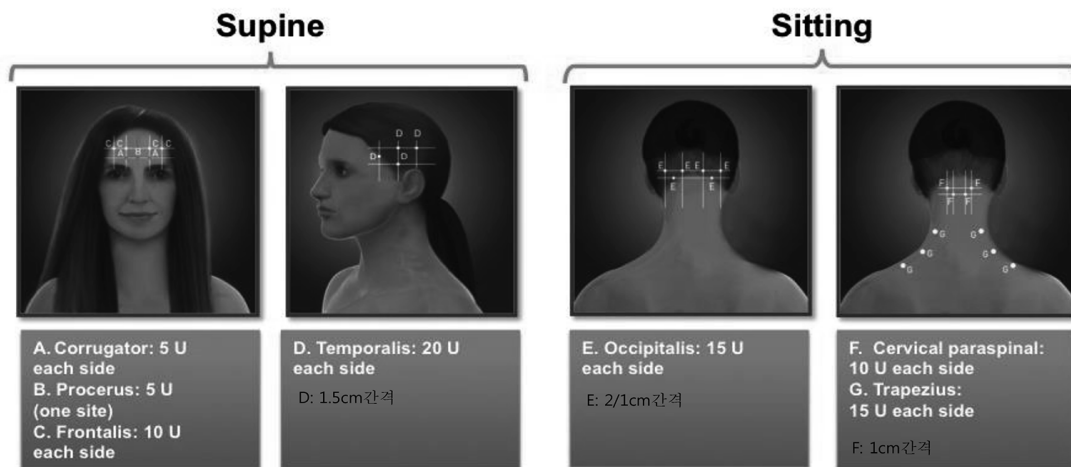 Supine
Sitting
C C C C
A B A
D D
D D
E E E E
E E
F F
F F
G G
G G
G G
A. Corrugator: 5 U
each side
B. Procerus: 5 U
(one site)
C. Frontalis: 10 U
each side
D. Temporalis: 20 U
each side
D: 1.5cm간격
E. Occipitalis: 15 U
each side
E: 2/1cm간격
F. Cervical paraspinal:
10 U each side
G. Trapezius:
15 U each side
F: 1cm간격